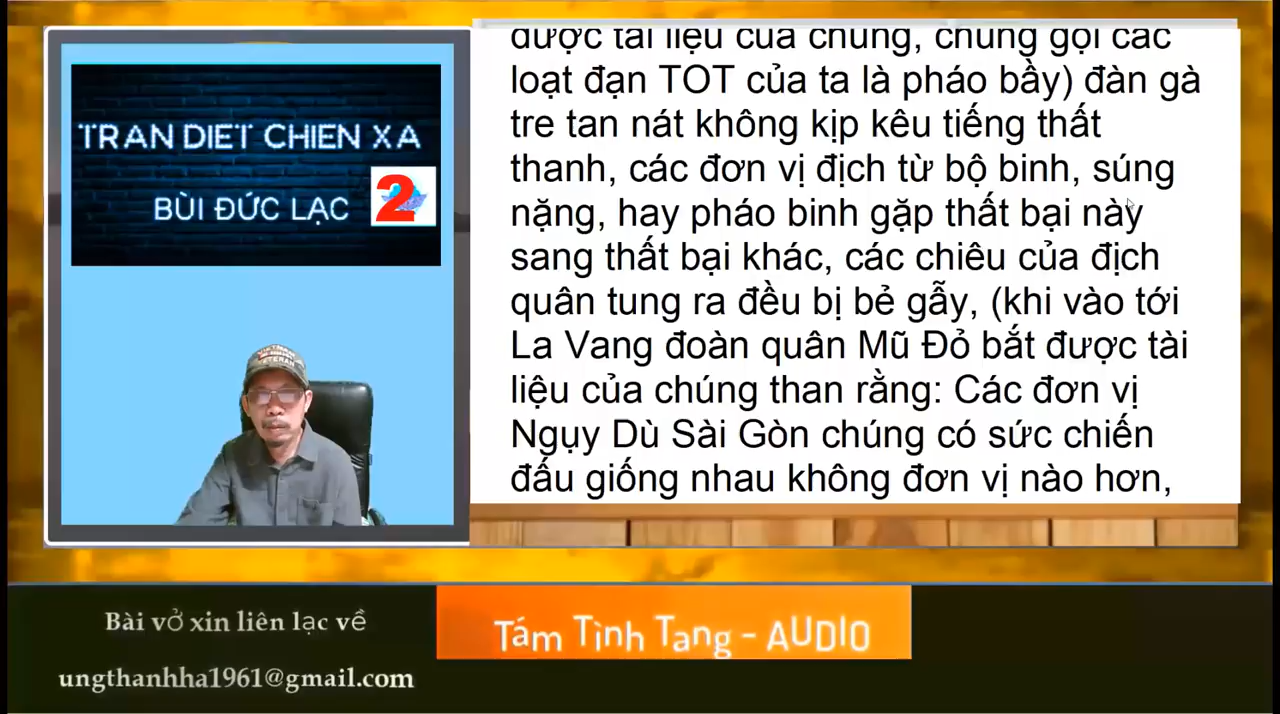 TRAN DIET CHIEN XA
BÙI ĐỨC LẠC
2
được tài liệu của chúng, chúng gọi các
loạt đạn TOT của ta là pháo bầy) đàn gà
tre tan nát không kịp kêu tiếng thất
thanh, các đơn vị địch từ bộ binh, súng
nặng, hay pháo binh gặp thất bại này
sang thất bại khác, các chiêu của địch
quân tung ra đều bị bẻ gẫy, (khi vào tới
La Vang đoàn quân Mũ Đỏ bắt được tài
liệu của chúng than rằng: Các đơn vị
Ngụy Dù Sài Gòn chúng có sức chiến
đấu giống nhau không đơn vị nào hơn,
Bài vở xin liên lạc về
ungthanhha1961@gmail.com
Tám Tình Tang - AUDIO